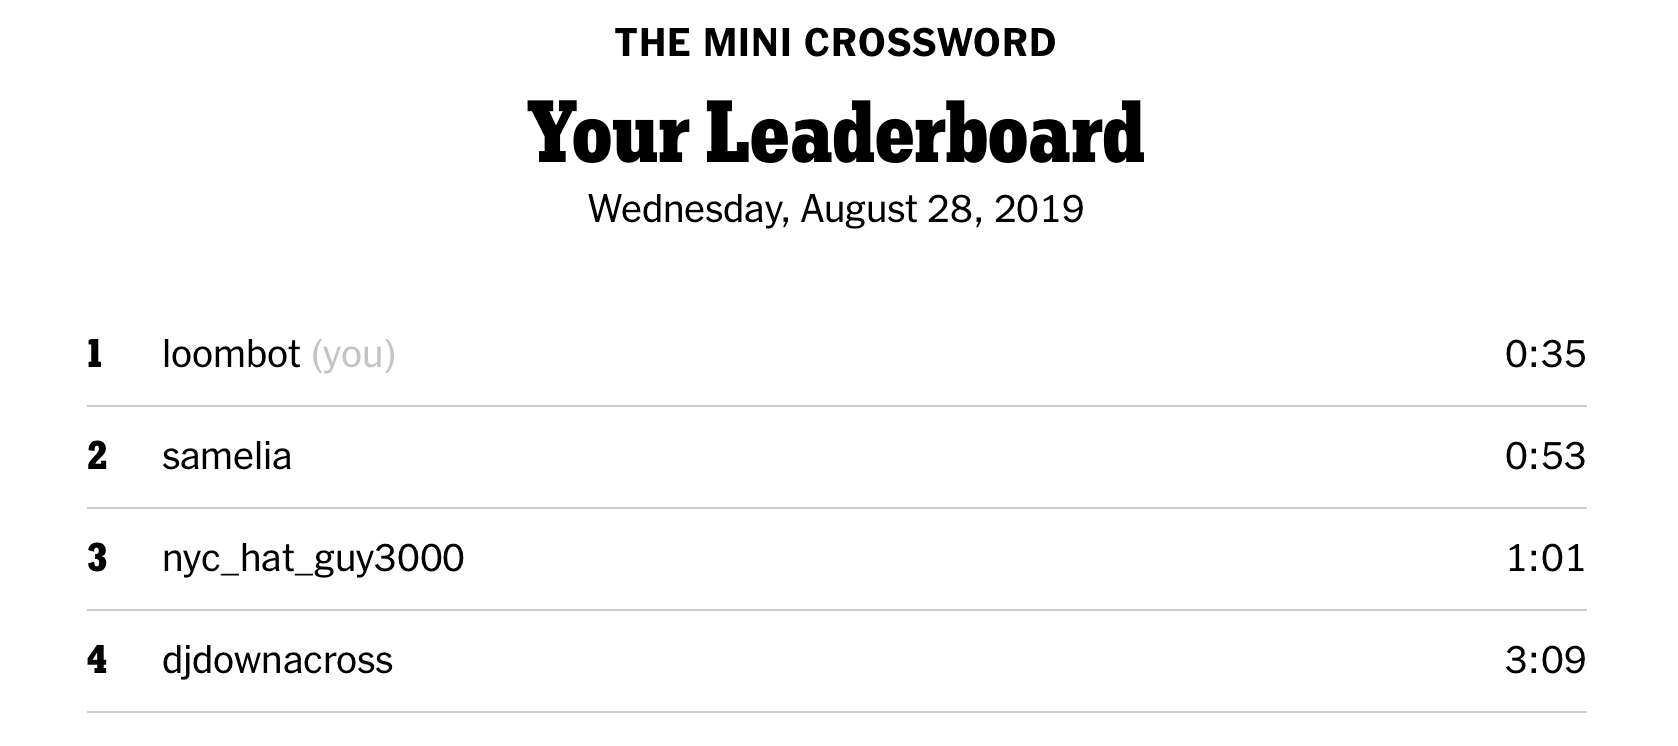 THE MINI CROSSWORD
Your Leaderboard
Wednesday, August 28, 2019
1 loombot (you) 0:35
2 samelia 0:53
3 nyc_hat_guy3000 1:01
4 djdownacross 3:09